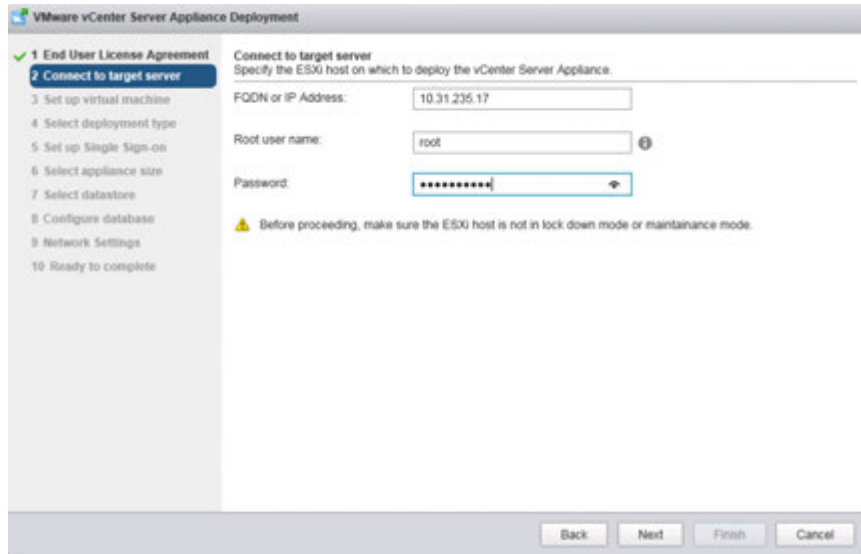 VMware vCenter Server Appliance Deployment
1 End User License Agreement
2 Connect to target server
3 Set up virtual machine
4 Select deployment type
5 Set up Single Sign-on
6 Select appliance size
7 Select datastore
8 Configure database
9 Network Settings
10 Ready to complete
Connect to target server
Specify the ESXi host on which to deploy the vCenter Server Appliance.
FQDN or IP Address: 10.31.235.17
Root user name: root
Password: ●●●●●●●●●●
Before proceeding, make sure the ESXi host is not in lock down mode or maintainance mode.
Back Next Finish Cancel